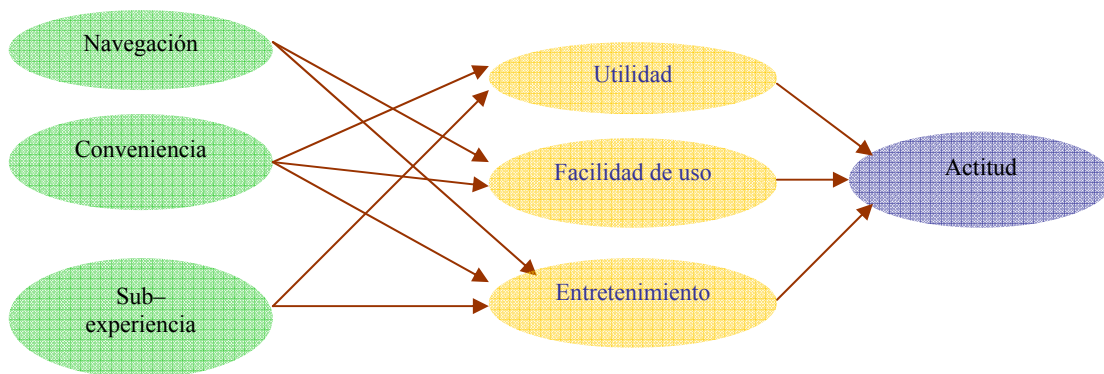 Navegación
Conveniencia
Sub–
experiencia
Utilidad
Facilidad de uso
Entretenimiento
Actitud